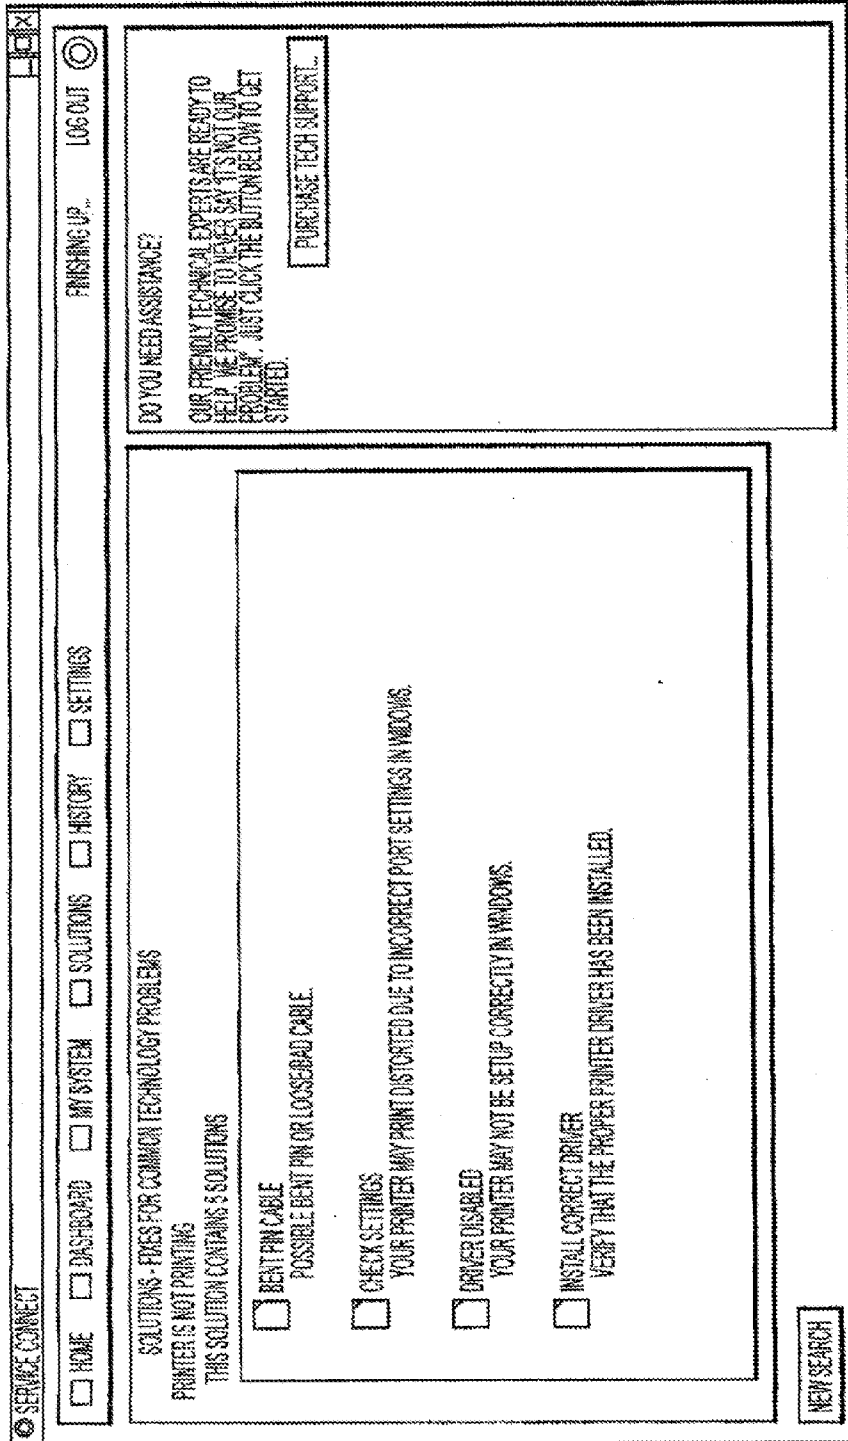 SERVICE CONNECT
HOME DASHBOARD MY SYSTEM SOLUTIONS HISTORY SETTINGS FINISHING UP... LOG OUT
SOLUTIONS - FIXES FOR COMMON TECHNOLOGY PROBLEMS
PRINTER IS NOT PRINTING
THIS SOLUTION CONTAINS 5 SOLUTIONS
BENT PIN CABLE
POSSIBLE BENT PIN OR LOOSE/BAD CABLE.
CHECK SETTINGS
YOUR PRINTER MAY PRINT DISTORTED DUE TO INCORRECT PORT SETTINGS IN WINDOWS.
DRIVER DISABLED
YOUR PRINTER MAY NOT BE SETUP CORRECTLY IN WINDOWS.
INSTALL CORRECT DRIVER
VERIFY THAT THE PROPER PRINTER DRIVER HAS BEEN INSTALLED.
NEW SEARCH
DO YOU NEED ASSISTANCE?
OUR FRIENDLY TECHNICAL EXPERTS ARE READY TO
HELP. WE PROMISE TO NEVER SAY 'IT'S NOT OUR
PROBLEM'. JUST CLICK THE BUTTON BELOW TO GET
STARTED.
PURCHASE TECH SUPPORT...